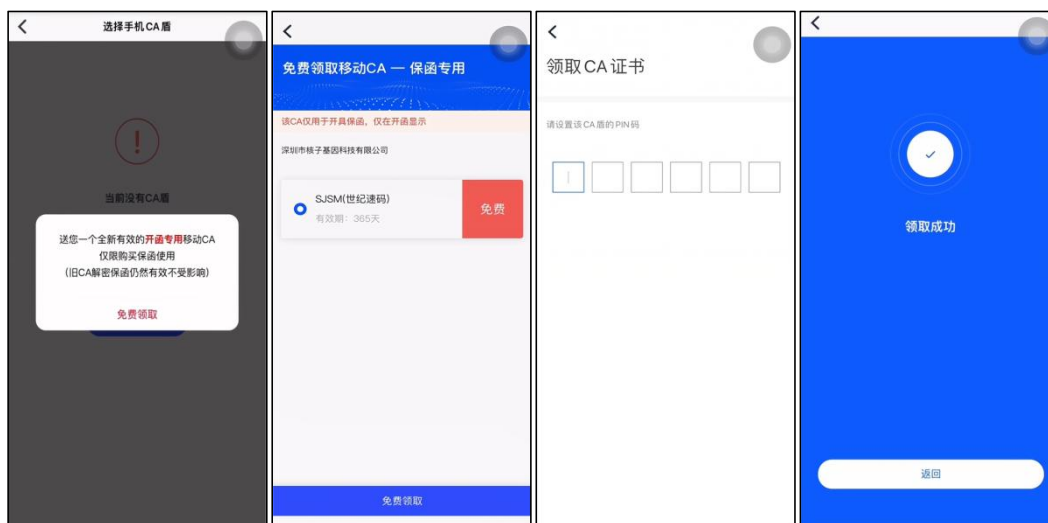 选择手机CA盾
当前没有CA盾
送您一个全新有效的开函专用移动CA
仅限购买保函使用
(旧CA解密保函仍然有效不受影响)
免费领取
免费领取移动CA — 保函专用
该CA仅用于开具保函，仅在开函显示
深圳市核子基因科技有限公司
SJSM(世纪速码)
有效期：365天
免费
免费领取
领取CA证书
请设置该CA盾的PIN码
领取成功
返回